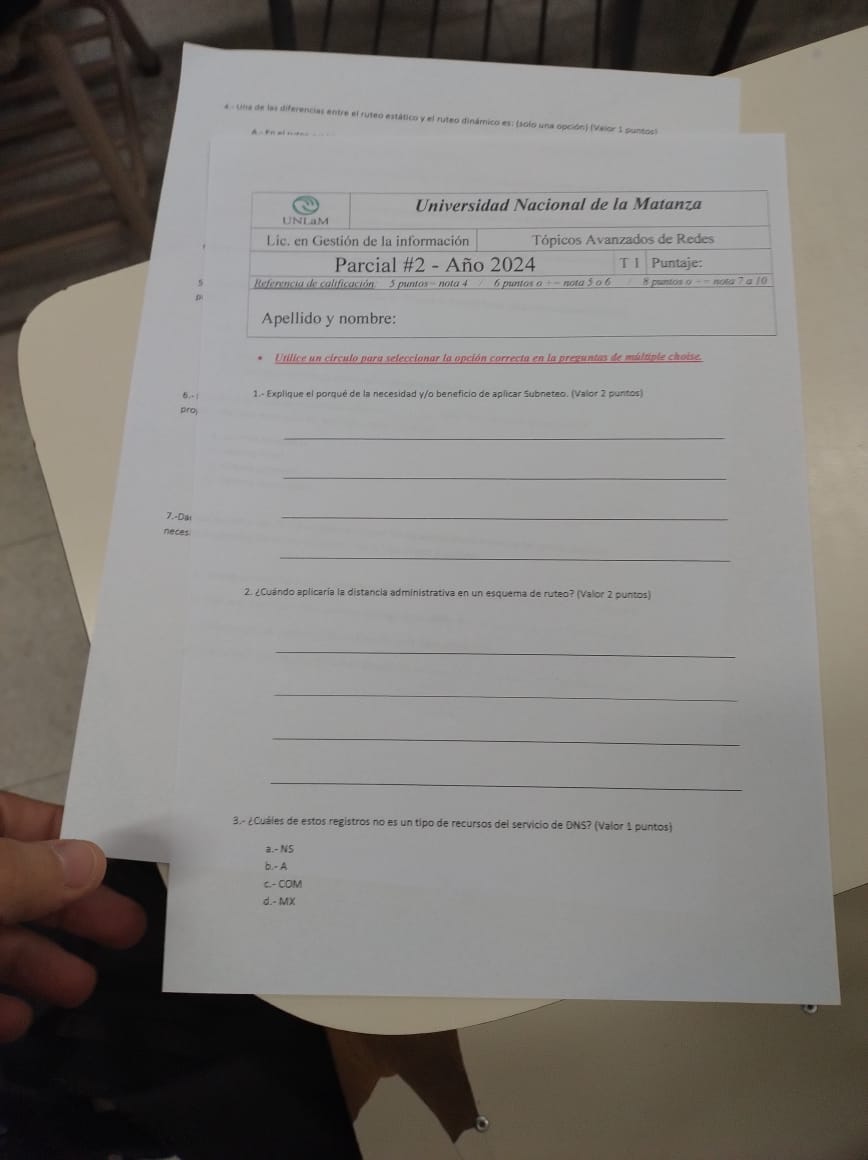 4.- Una de las diferencias entre el ruteo estático y el ruteo dinámico es: (solo una opción) (Valor 1 puntos)
A.- En el
5
p
6.-
pro
7.-Da
neces
UNLaM
Universidad Nacional de la Matanza
Lic. en Gestión de la información
Tópicos Avanzados de Redes
Parcial #2 - Año 2024
T 1
Puntaje:
Referencia de calificación 5 puntos= nota 4 / 6 puntos o + = nota 5 o 6 / 8 puntos o + = nota 7 a 10
Apellido y nombre:
• Utilice un circulo para seleccionar la opción correcta en la preguntas de múltiple choise.
1.- Explique el porqué de la necesidad y/o beneficio de aplicar Subneteo. (Valor 2 puntos)
2. ¿Cuándo aplicaría la distancia administrativa en un esquema de ruteo? (Valor 2 puntos)
3.- ¿Cuáles de estos registros no es un tipo de recursos del servicio de DNS? (Valor 1 puntos)
a.- NS
b.- A
c.- COM
d.- MX